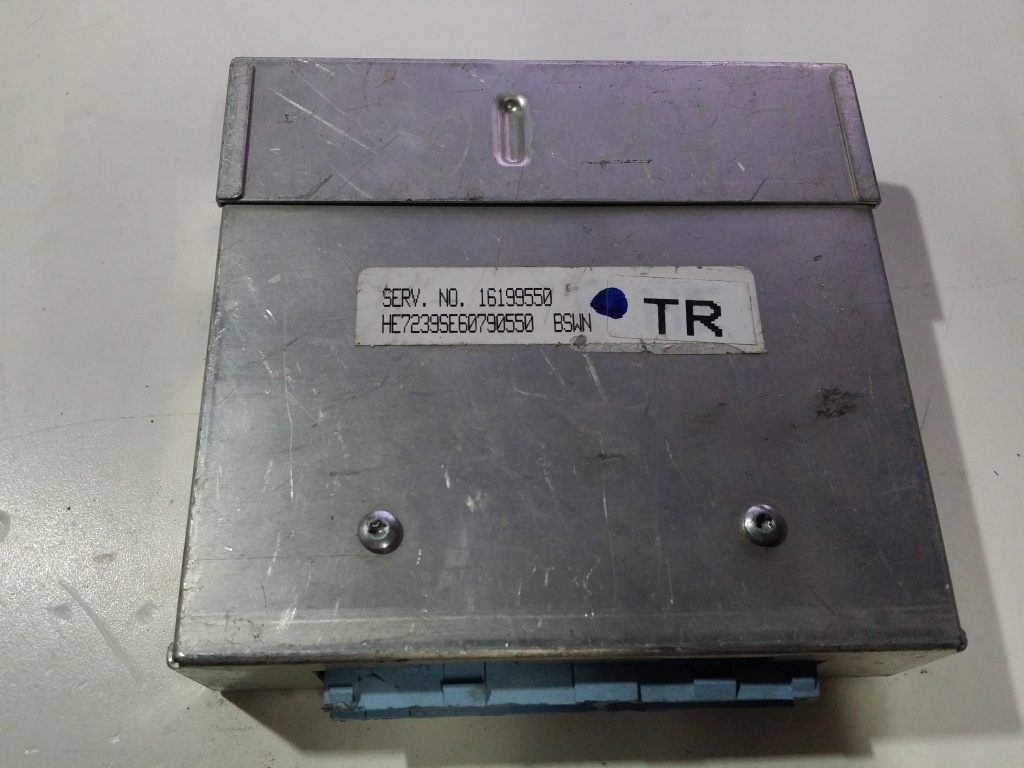 SERV. NO. 16199550
HE7239SE60790550 BSWN
TR